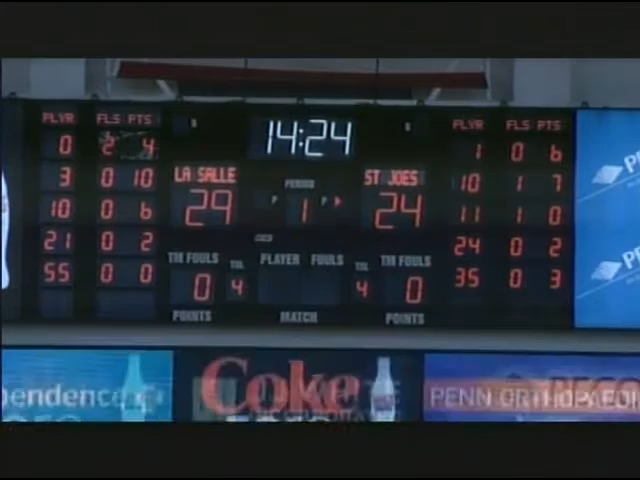 14:24
PLYR FLS PTS
0 2 4
3 0 10
10 0 6
21 0 2
55 0 0
LA SALLE
29
PERIOD
P 1 P
ST JOES
24
TM FOULS
0
TOL
4
PLAYER FOULS
TOL
4
TM FOULS
0
POINTS MATCH POINTS
PLYR FLS PTS
1 0 6
10 1 7
11 1 0
24 0 2
35 0 3
Coke
PENN ORTHOPAEDI